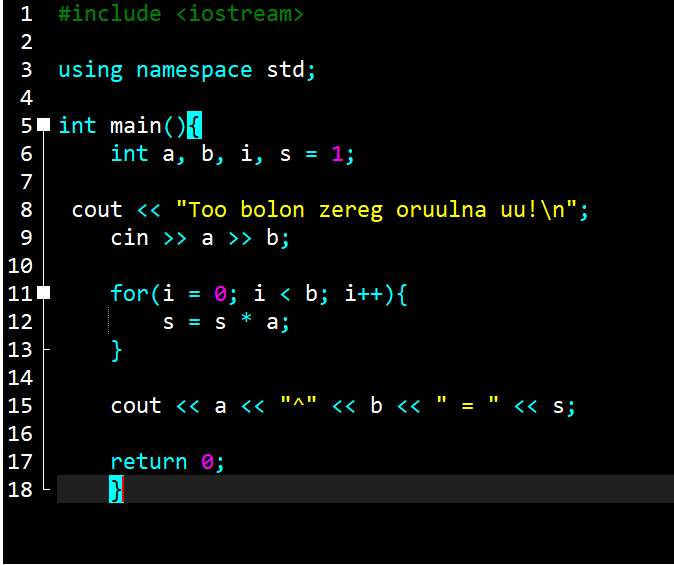 1 #include <iostream>
2
3 using namespace std;
4
5 int main(){
6     int a, b, i, s = 1;
7
8  cout << "Too bolon zereg oruulna uu!\n";
9     cin >> a >> b;
10
11     for(i = 0; i < b; i++){
12         s = s * a;
13     }
14
15     cout << a << "^" << b << " = " << s;
16
17     return 0;
18     }